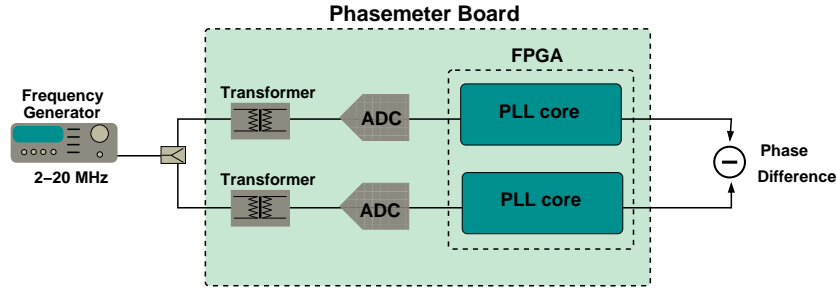 Phasemeter Board
FPGA
Frequency
Generator
2−20 MHz
Transformer
ADC
PLL core
Transformer
ADC
PLL core
Phase
Difference